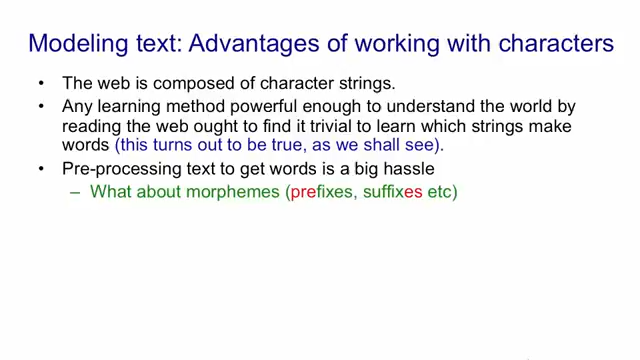 Modeling text: Advantages of working with characters
• The web is composed of character strings.
• Any learning method powerful enough to understand the world by
reading the web ought to find it trivial to learn which strings make
words (this turns out to be true, as we shall see).
• Pre-processing text to get words is a big hassle
– What about morphemes (prefixes, suffixes etc)